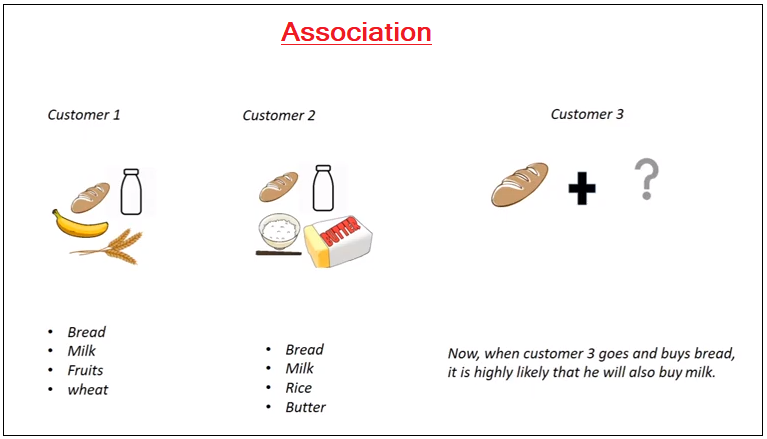 Association
Customer 1
Customer 2
Customer 3
BUTTER
• Bread
• Milk
• Fruits
• wheat
• Bread
• Milk
• Rice
• Butter
Now, when customer 3 goes and buys bread,
it is highly likely that he will also buy milk.